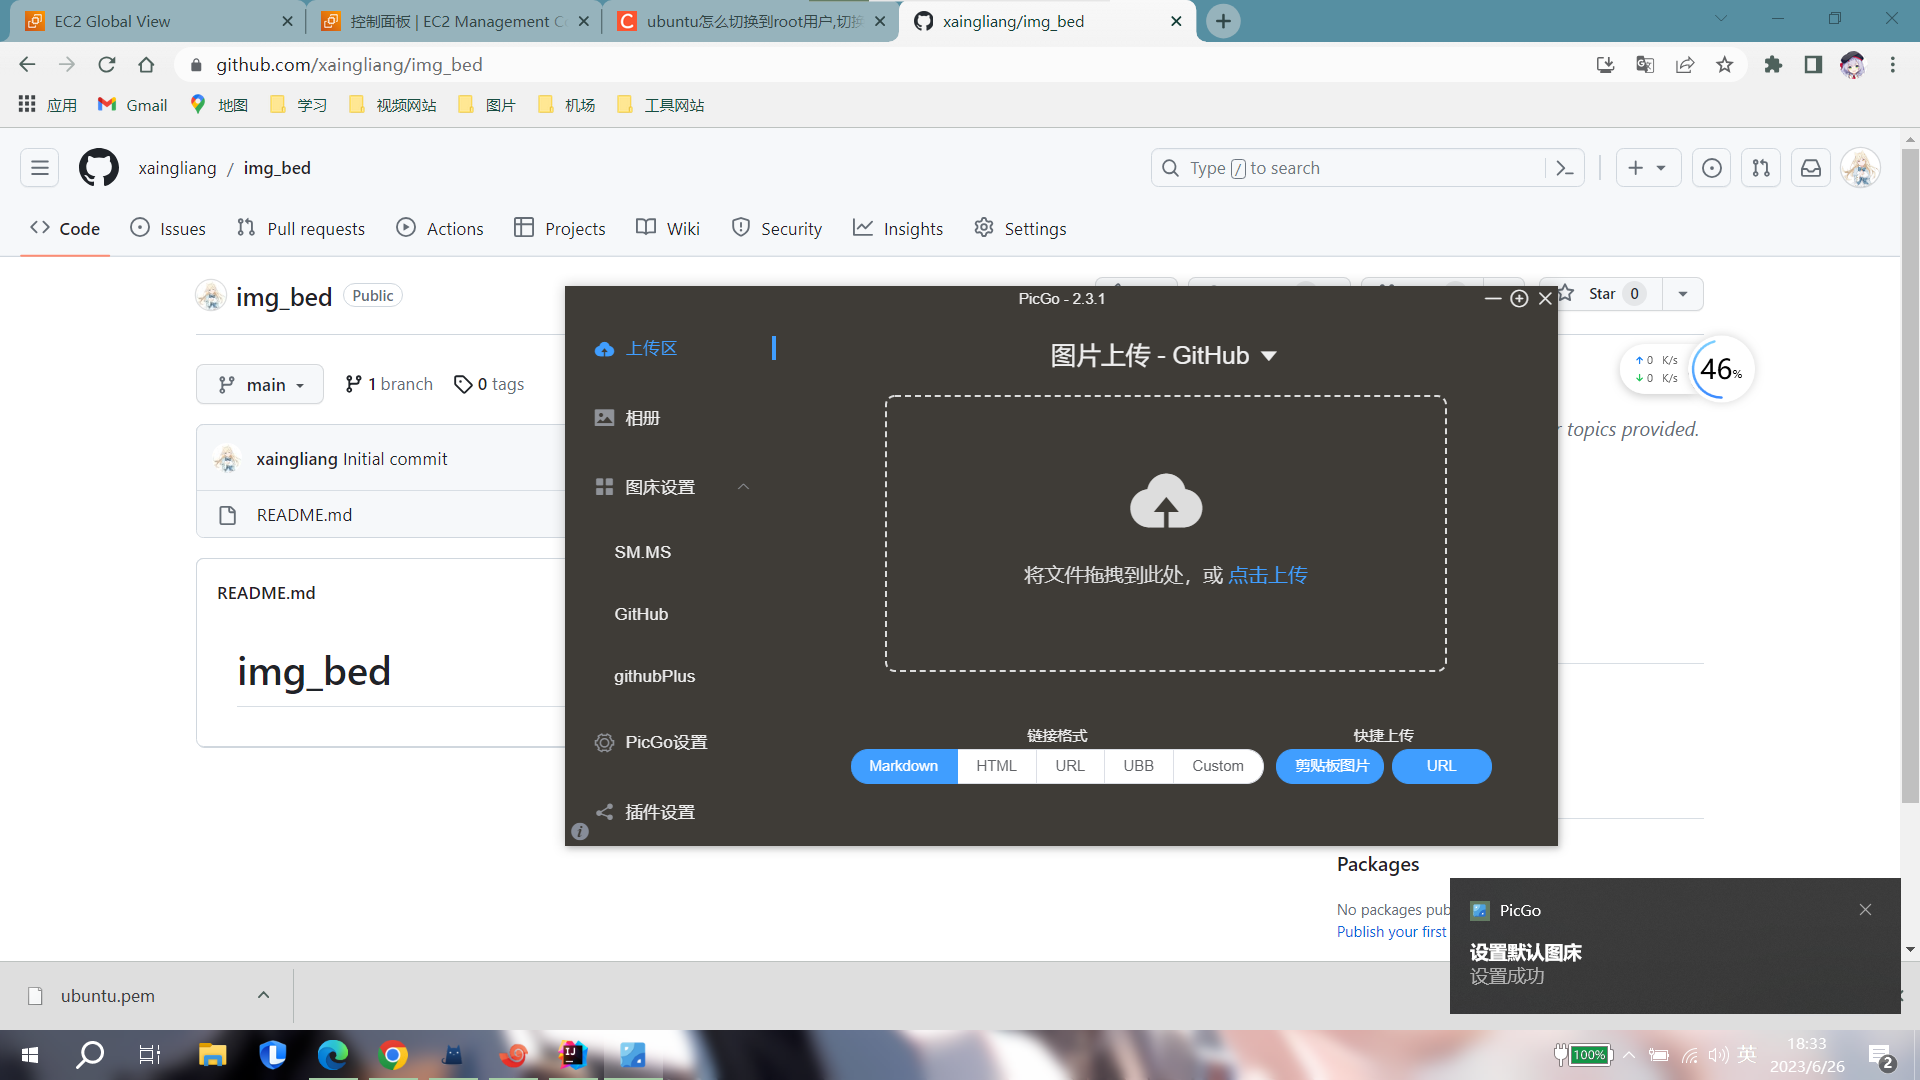 EC2 Global View
控制面板 | EC2 Management C
ubuntu怎么切换到root用户,切换
xaingliang/img_bed
github.com/xaingliang/img_bed
应用
Gmail
地图
学习
视频网站
图片
机场
工具网站
xaingliang / img_bed
Type / to search
Code
Issues
Pull requests
Actions
Projects
Wiki
Security
Insights
Settings
img_bed
Public
Star 0
main
1 branch
0 tags
topics provided.
xaingliang Initial commit
README.md
README.md
img_bed
PicGo - 2.3.1
上传区
相册
图床设置
SM.MS
GitHub
githubPlus
PicGo设置
插件设置
图片上传 - GitHub
将文件拖拽到此处，或 点击上传
链接格式
快捷上传
Markdown
HTML
URL
UBB
Custom
剪贴板图片
URL
0 K/s
0 K/s
46%
Packages
No packages pub
Publish your first
PicGo
设置默认图床
设置成功
ubuntu.pem
100%
英
18:33
2023/6/26
2